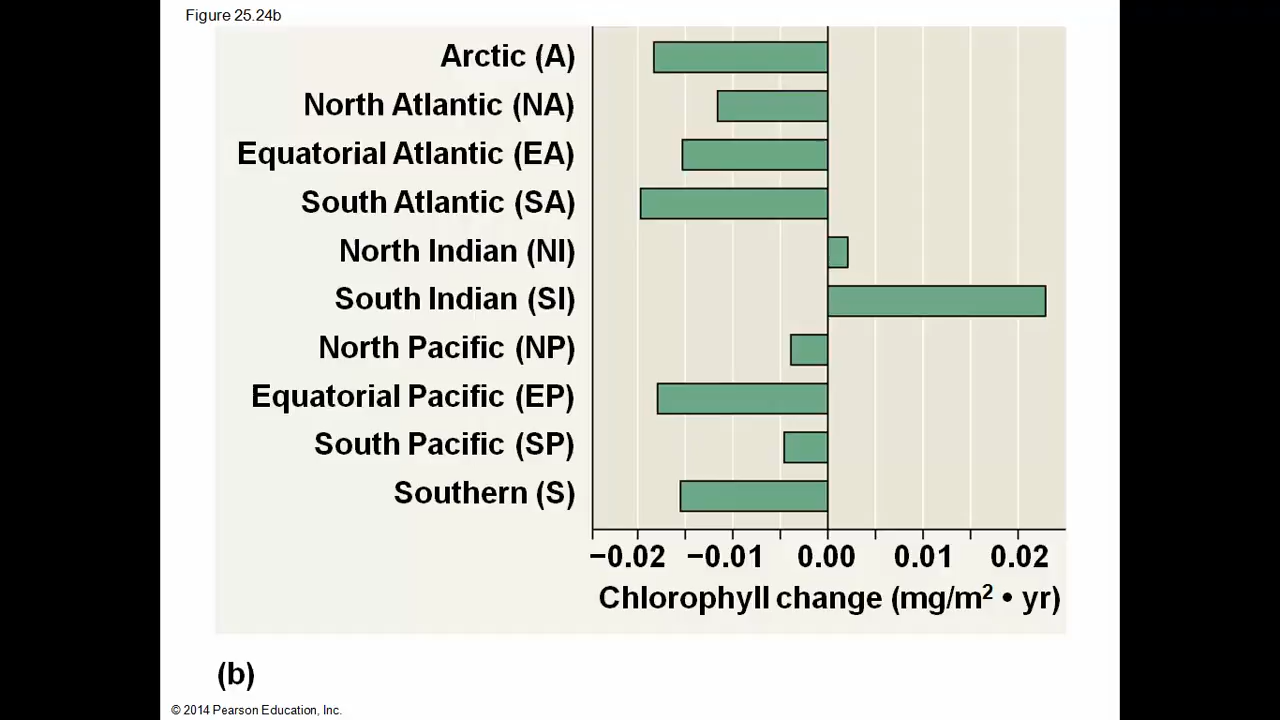 Figure 25.24b
Arctic (A)
North Atlantic (NA)
Equatorial Atlantic (EA)
South Atlantic (SA)
North Indian (NI)
South Indian (SI)
North Pacific (NP)
Equatorial Pacific (EP)
South Pacific (SP)
Southern (S)
−0.02 −0.01 0.00 0.01 0.02
Chlorophyll change (mg/m² • yr)
(b)
© 2014 Pearson Education, Inc.